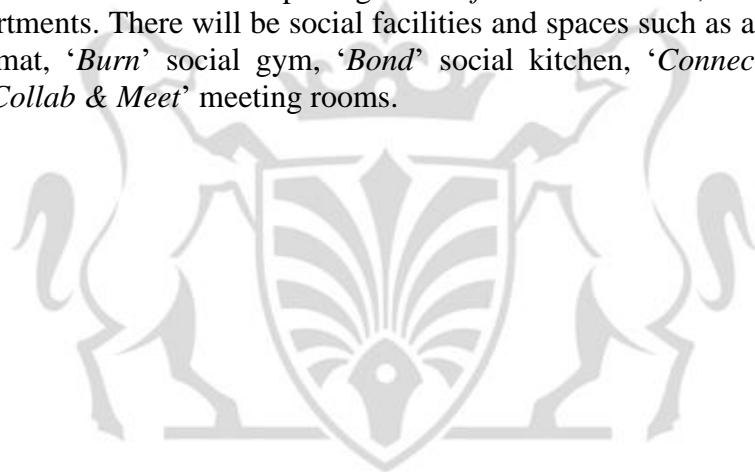 rtments. There will be social facilities and spaces such as a
mat, ‘Burn’ social gym, ‘Bond’ social kitchen, ‘Connec
Collab & Meet’ meeting rooms.